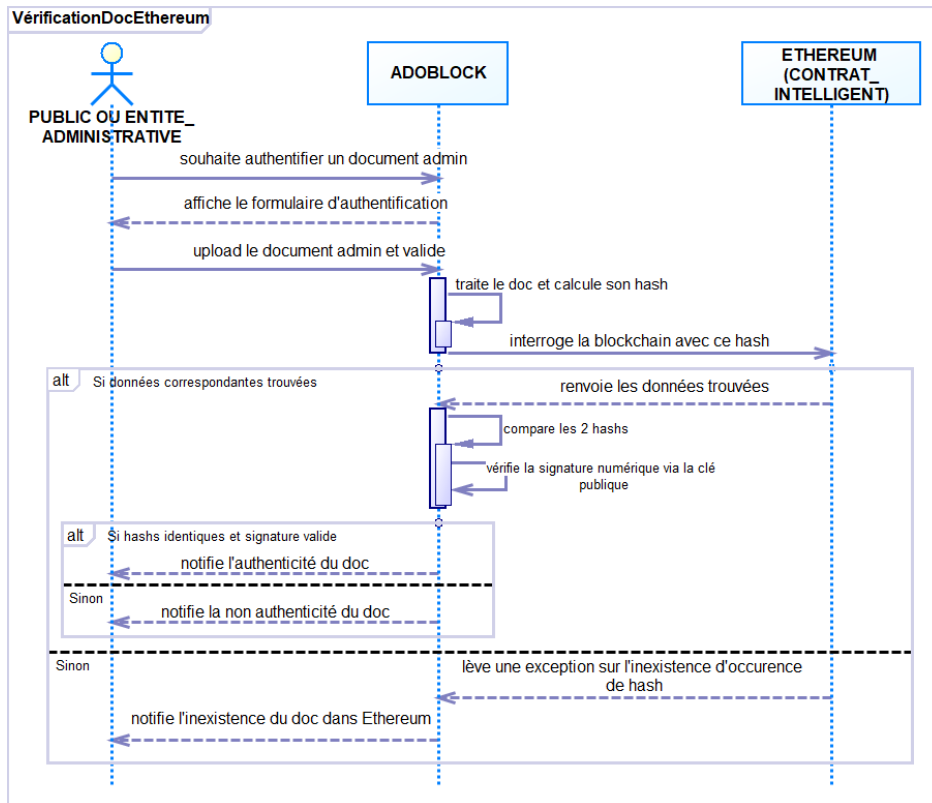 VérificationDocEthereum
PUBLIC OU ENTITE_
ADMINISTRATIVE
ADOBLOCK
ETHEREUM
(CONTRAT_
INTELLIGENT)
souhaite authentifier un document admin
affiche le formulaire d'authentification
upload le document admin et valide
traite le doc et calcule son hash
interroge la blockchain avec ce hash
alt
Si données correspondantes trouvées
renvoie les données trouvées
compare les 2 hashs
vérifie la signature numérique via la clé
publique
alt
Si hashs identiques et signature valide
notifie l'authenticité du doc
Sinon
notifie la non authenticité du doc
Sinon
lève une exception sur l'inexistence d'occurence
de hash
notifie l'inexistence du doc dans Ethereum